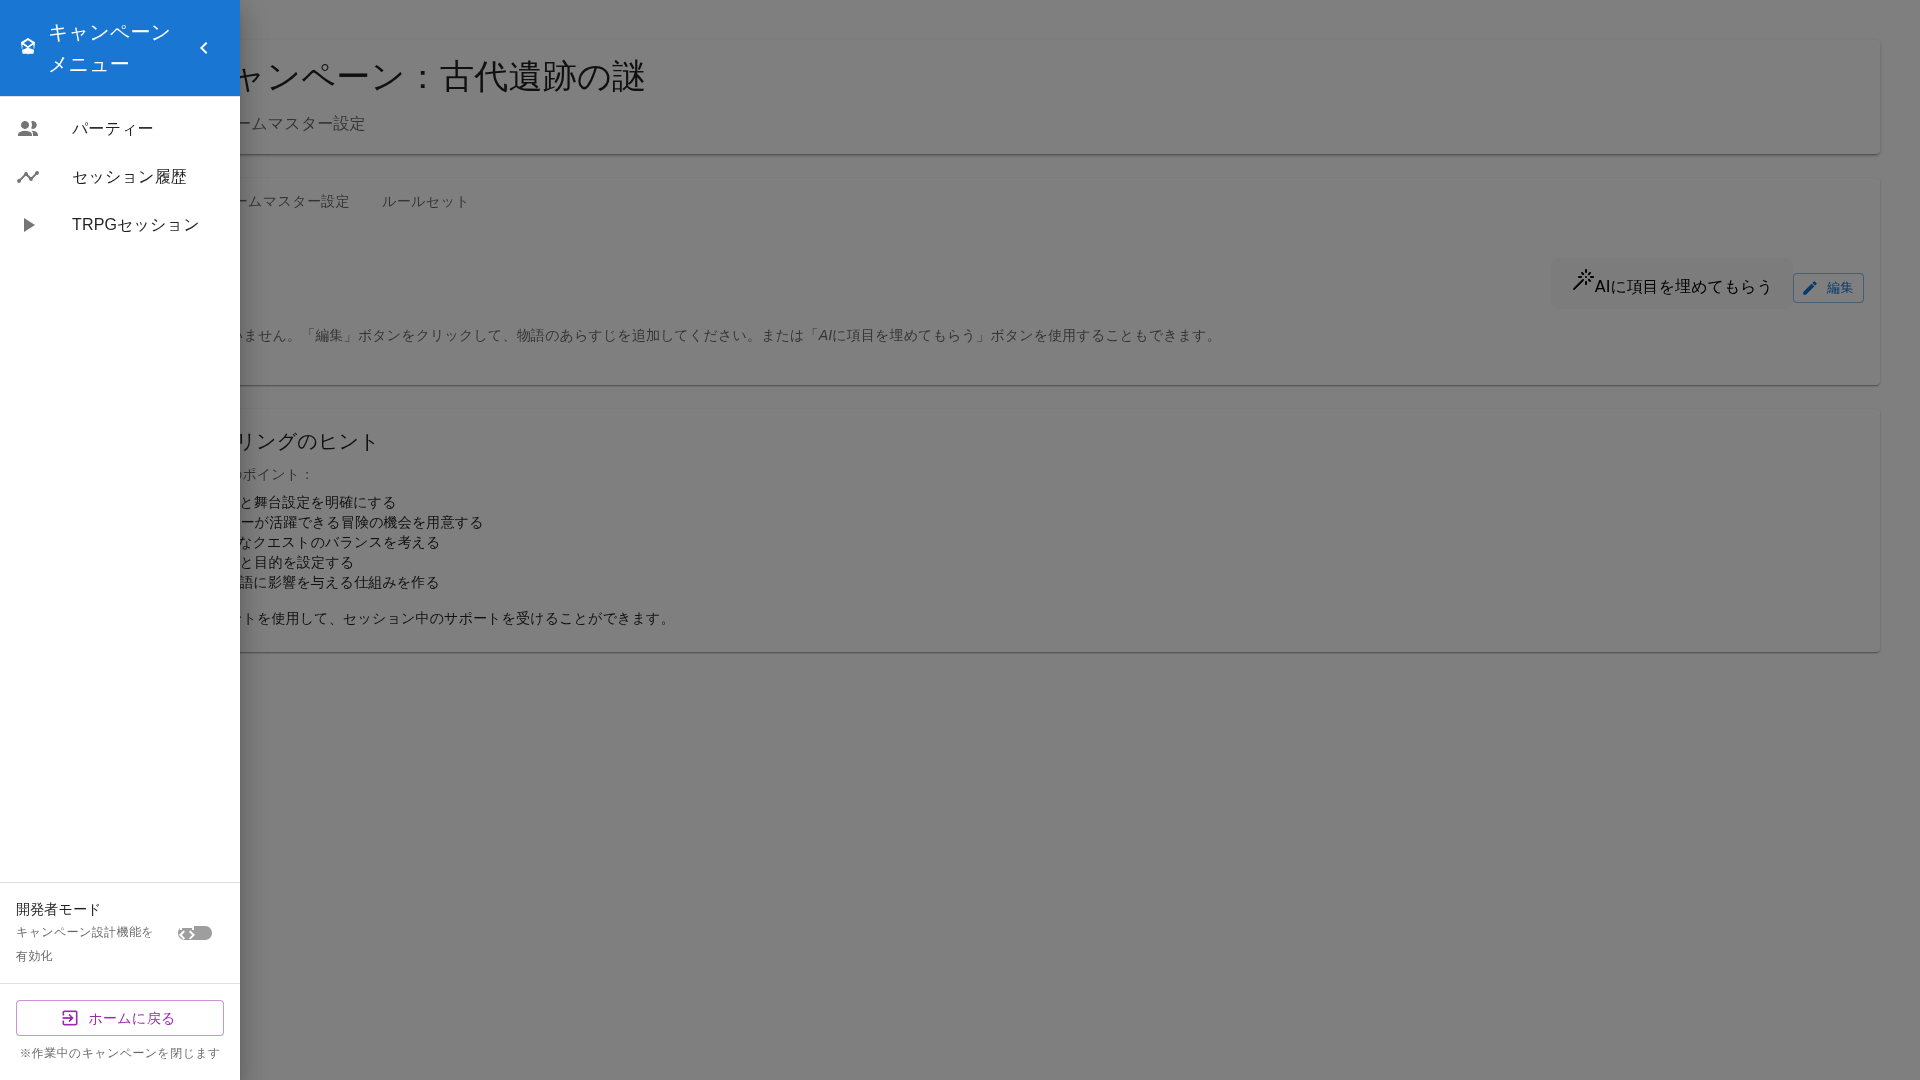 キャンペーン
メニュー
パーティー
セッション履歴
TRPGセッション
開発者モード
キャンペーン設計機能を
有効化
ホームに戻る
※作業中のキャンペーンを閉じます
ャンペーン：古代遺跡の謎
ームマスター設定
ームマスター設定 ルールセット
AIに項目を埋めてもらう 編集
いません。「編集」ボタンをクリックして、物語のあらすじを追加してください。または「AIに項目を埋めてもらう」ボタンを使用することもできます。
リングのヒント
のポイント：
と舞台設定を明確にする
ーが活躍できる冒険の機会を用意する
なクエストのバランスを考える
と目的を設定する
語に影響を与える仕組みを作る
ントを使用して、セッション中のサポートを受けることができます。